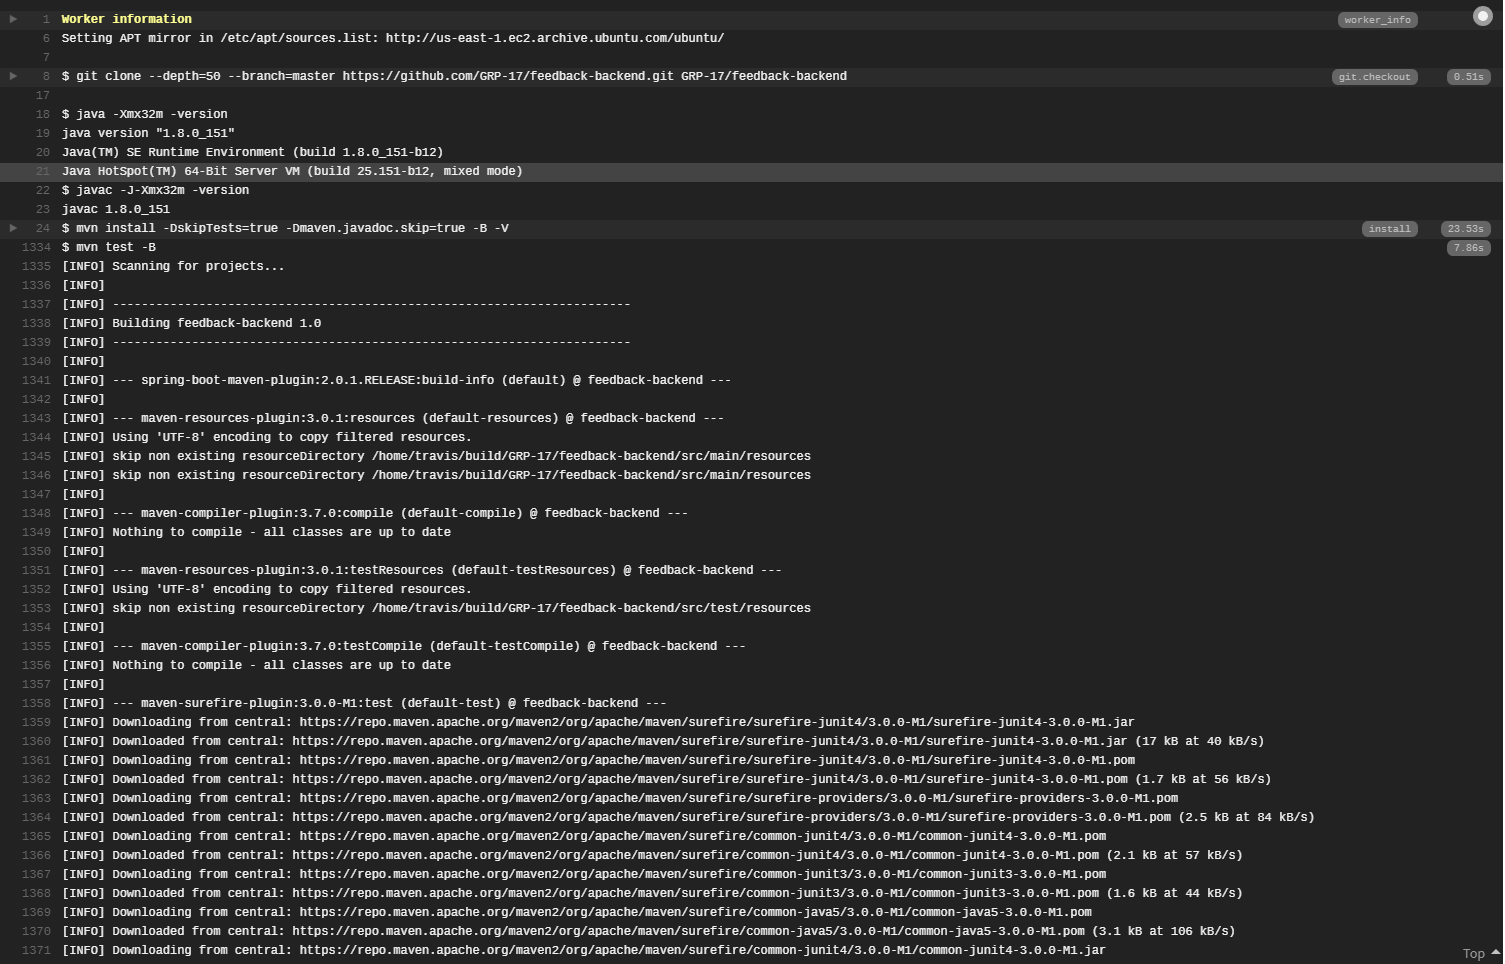 1 Worker information worker_info
6 Setting APT mirror in /etc/apt/sources.list: http://us-east-1.ec2.archive.ubuntu.com/ubuntu/
7
8 $ git clone --depth=50 --branch=master https://github.com/GRP-17/feedback-backend.git GRP-17/feedback-backend git.checkout 0.51s
17
18 $ java -Xmx32m -version
19 java version "1.8.0_151"
20 Java(TM) SE Runtime Environment (build 1.8.0_151-b12)
21 Java HotSpot(TM) 64-Bit Server VM (build 25.151-b12, mixed mode)
22 $ javac -J-Xmx32m -version
23 javac 1.8.0_151
24 $ mvn install -DskipTests=true -Dmaven.javadoc.skip=true -B -V install 23.53s
1334 $ mvn test -B 7.86s
1335 [INFO] Scanning for projects...
1336 [INFO]
1337 [INFO] ------------------------------------------------------------------------
1338 [INFO] Building feedback-backend 1.0
1339 [INFO] ------------------------------------------------------------------------
1340 [INFO]
1341 [INFO] --- spring-boot-maven-plugin:2.0.1.RELEASE:build-info (default) @ feedback-backend ---
1342 [INFO]
1343 [INFO] --- maven-resources-plugin:3.0.1:resources (default-resources) @ feedback-backend ---
1344 [INFO] Using 'UTF-8' encoding to copy filtered resources.
1345 [INFO] skip non existing resourceDirectory /home/travis/build/GRP-17/feedback-backend/src/main/resources
1346 [INFO] skip non existing resourceDirectory /home/travis/build/GRP-17/feedback-backend/src/main/resources
1347 [INFO]
1348 [INFO] --- maven-compiler-plugin:3.7.0:compile (default-compile) @ feedback-backend ---
1349 [INFO] Nothing to compile - all classes are up to date
1350 [INFO]
1351 [INFO] --- maven-resources-plugin:3.0.1:testResources (default-testResources) @ feedback-backend ---
1352 [INFO] Using 'UTF-8' encoding to copy filtered resources.
1353 [INFO] skip non existing resourceDirectory /home/travis/build/GRP-17/feedback-backend/src/test/resources
1354 [INFO]
1355 [INFO] --- maven-compiler-plugin:3.7.0:testCompile (default-testCompile) @ feedback-backend ---
1356 [INFO] Nothing to compile - all classes are up to date
1357 [INFO]
1358 [INFO] --- maven-surefire-plugin:3.0.0-M1:test (default-test) @ feedback-backend ---
1359 [INFO] Downloading from central: https://repo.maven.apache.org/maven2/org/apache/maven/surefire/surefire-junit4/3.0.0-M1/surefire-junit4-3.0.0-M1.jar
1360 [INFO] Downloaded from central: https://repo.maven.apache.org/maven2/org/apache/maven/surefire/surefire-junit4/3.0.0-M1/surefire-junit4-3.0.0-M1.jar (17 kB at 40 kB/s)
1361 [INFO] Downloading from central: https://repo.maven.apache.org/maven2/org/apache/maven/surefire/surefire-junit4/3.0.0-M1/surefire-junit4-3.0.0-M1.pom
1362 [INFO] Downloaded from central: https://repo.maven.apache.org/maven2/org/apache/maven/surefire/surefire-junit4/3.0.0-M1/surefire-junit4-3.0.0-M1.pom (1.7 kB at 56 kB/s)
1363 [INFO] Downloading from central: https://repo.maven.apache.org/maven2/org/apache/maven/surefire/surefire-providers/3.0.0-M1/surefire-providers-3.0.0-M1.pom
1364 [INFO] Downloaded from central: https://repo.maven.apache.org/maven2/org/apache/maven/surefire/surefire-providers/3.0.0-M1/surefire-providers-3.0.0-M1.pom (2.5 kB at 84 kB/s)
1365 [INFO] Downloading from central: https://repo.maven.apache.org/maven2/org/apache/maven/surefire/common-junit4/3.0.0-M1/common-junit4-3.0.0-M1.pom
1366 [INFO] Downloaded from central: https://repo.maven.apache.org/maven2/org/apache/maven/surefire/common-junit4/3.0.0-M1/common-junit4-3.0.0-M1.pom (2.1 kB at 57 kB/s)
1367 [INFO] Downloading from central: https://repo.maven.apache.org/maven2/org/apache/maven/surefire/common-junit3/3.0.0-M1/common-junit3-3.0.0-M1.pom
1368 [INFO] Downloaded from central: https://repo.maven.apache.org/maven2/org/apache/maven/surefire/common-junit3/3.0.0-M1/common-junit3-3.0.0-M1.pom (1.6 kB at 44 kB/s)
1369 [INFO] Downloading from central: https://repo.maven.apache.org/maven2/org/apache/maven/surefire/common-java5/3.0.0-M1/common-java5-3.0.0-M1.pom
1370 [INFO] Downloaded from central: https://repo.maven.apache.org/maven2/org/apache/maven/surefire/common-java5/3.0.0-M1/common-java5-3.0.0-M1.pom (3.1 kB at 106 kB/s)
1371 [INFO] Downloading from central: https://repo.maven.apache.org/maven2/org/apache/maven/surefire/common-junit4/3.0.0-M1/common-junit4-3.0.0-M1.jar
Top